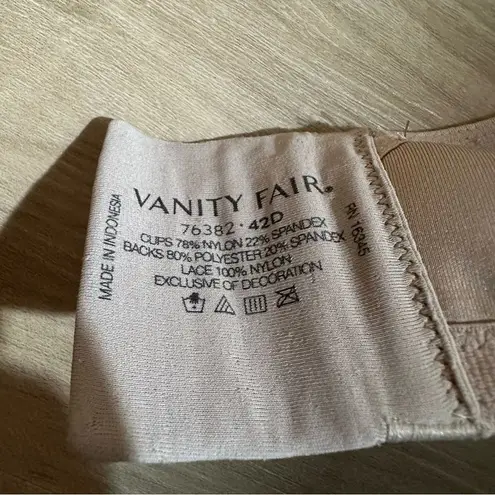 VANITY FAIR®
76382 · 42D
CUPS 78% NYLON 22% SPANDEX
BACKS 80% POLYESTER 20% SPANDEX
LACE 100% NYLON
EXCLUSIVE OF DECORATION
MADE IN INDONESIA
RN 16345